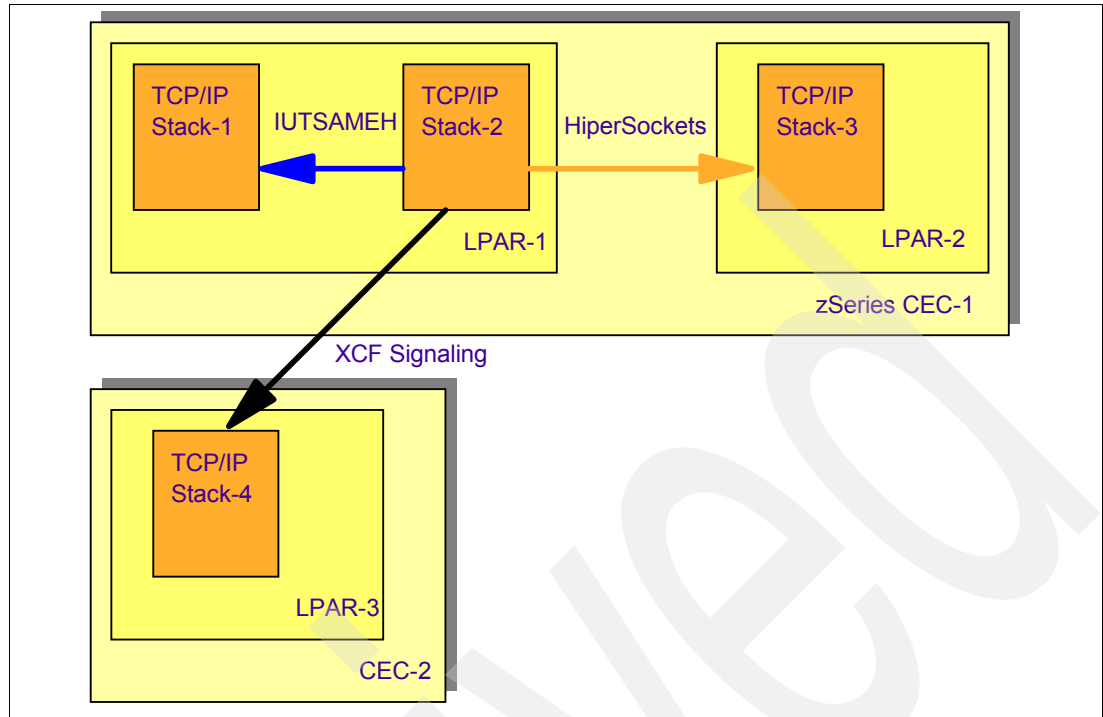 TCP/IP
Stack-1
IUTSAMEH
TCP/IP
Stack-2
HiperSockets
TCP/IP
Stack-3
LPAR-1
LPAR-2
zSeries CEC-1
XCF Signaling
TCP/IP
Stack-4
LPAR-3
CEC-2